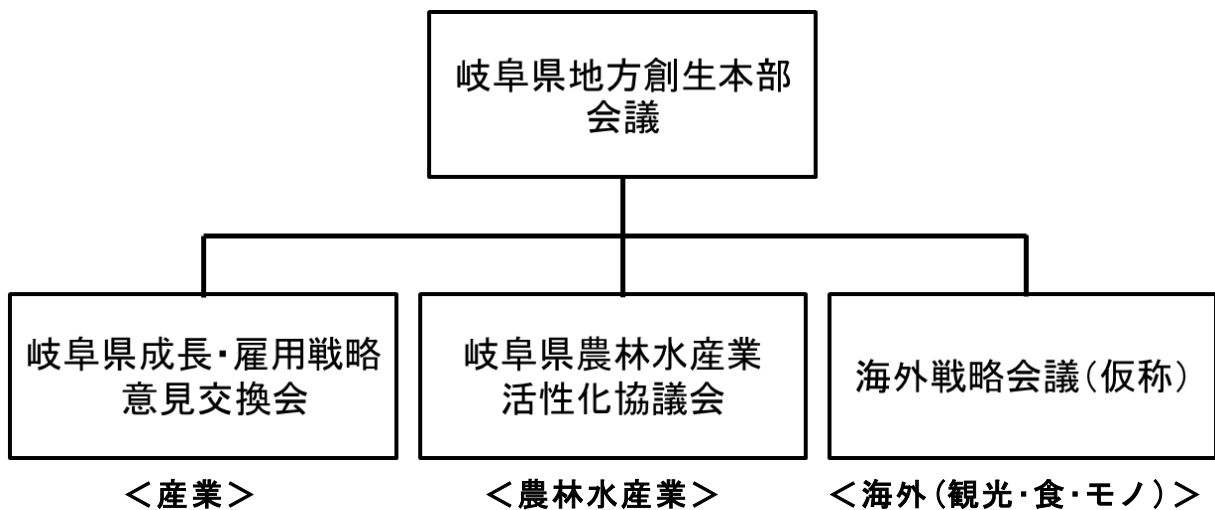 岐阜県地方創生本部
会議
岐阜県成長・雇用戦略
意見交換会
岐阜県農林水産業
活性化協議会
海外戦略会議（仮称）
＜産業＞
＜農林水産業＞
＜海外（観光・食・モノ）＞